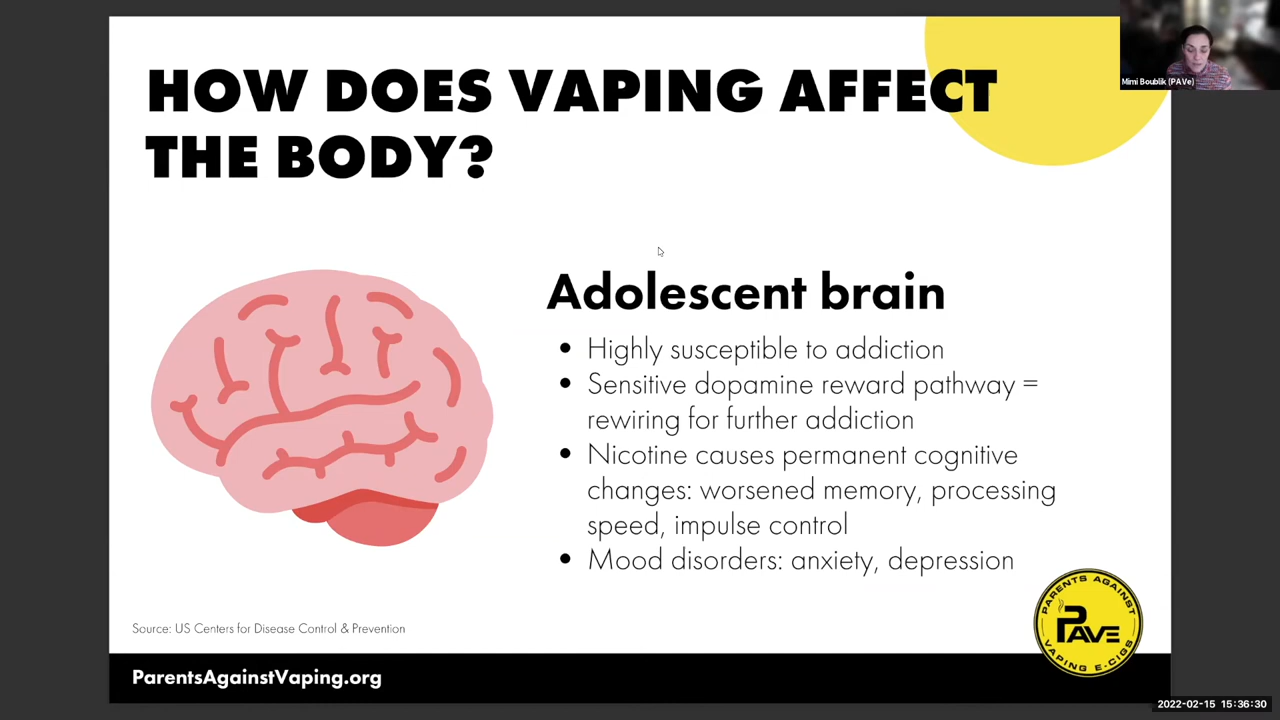 HOW DOES VAPING AFFECT
THE BODY?
Mimi Boublik (PAVe)
Adolescent brain
• Highly susceptible to addiction
• Sensitive dopamine reward pathway =
rewiring for further addiction
• Nicotine causes permanent cognitive
changes: worsened memory, processing
speed, impulse control
• Mood disorders: anxiety, depression
Source: US Centers for Disease Control & Prevention
PARENTS AGAINST
PAVE
VAPING E-CIGS
ParentsAgainstVaping.org
2022-02-15 15:36:30